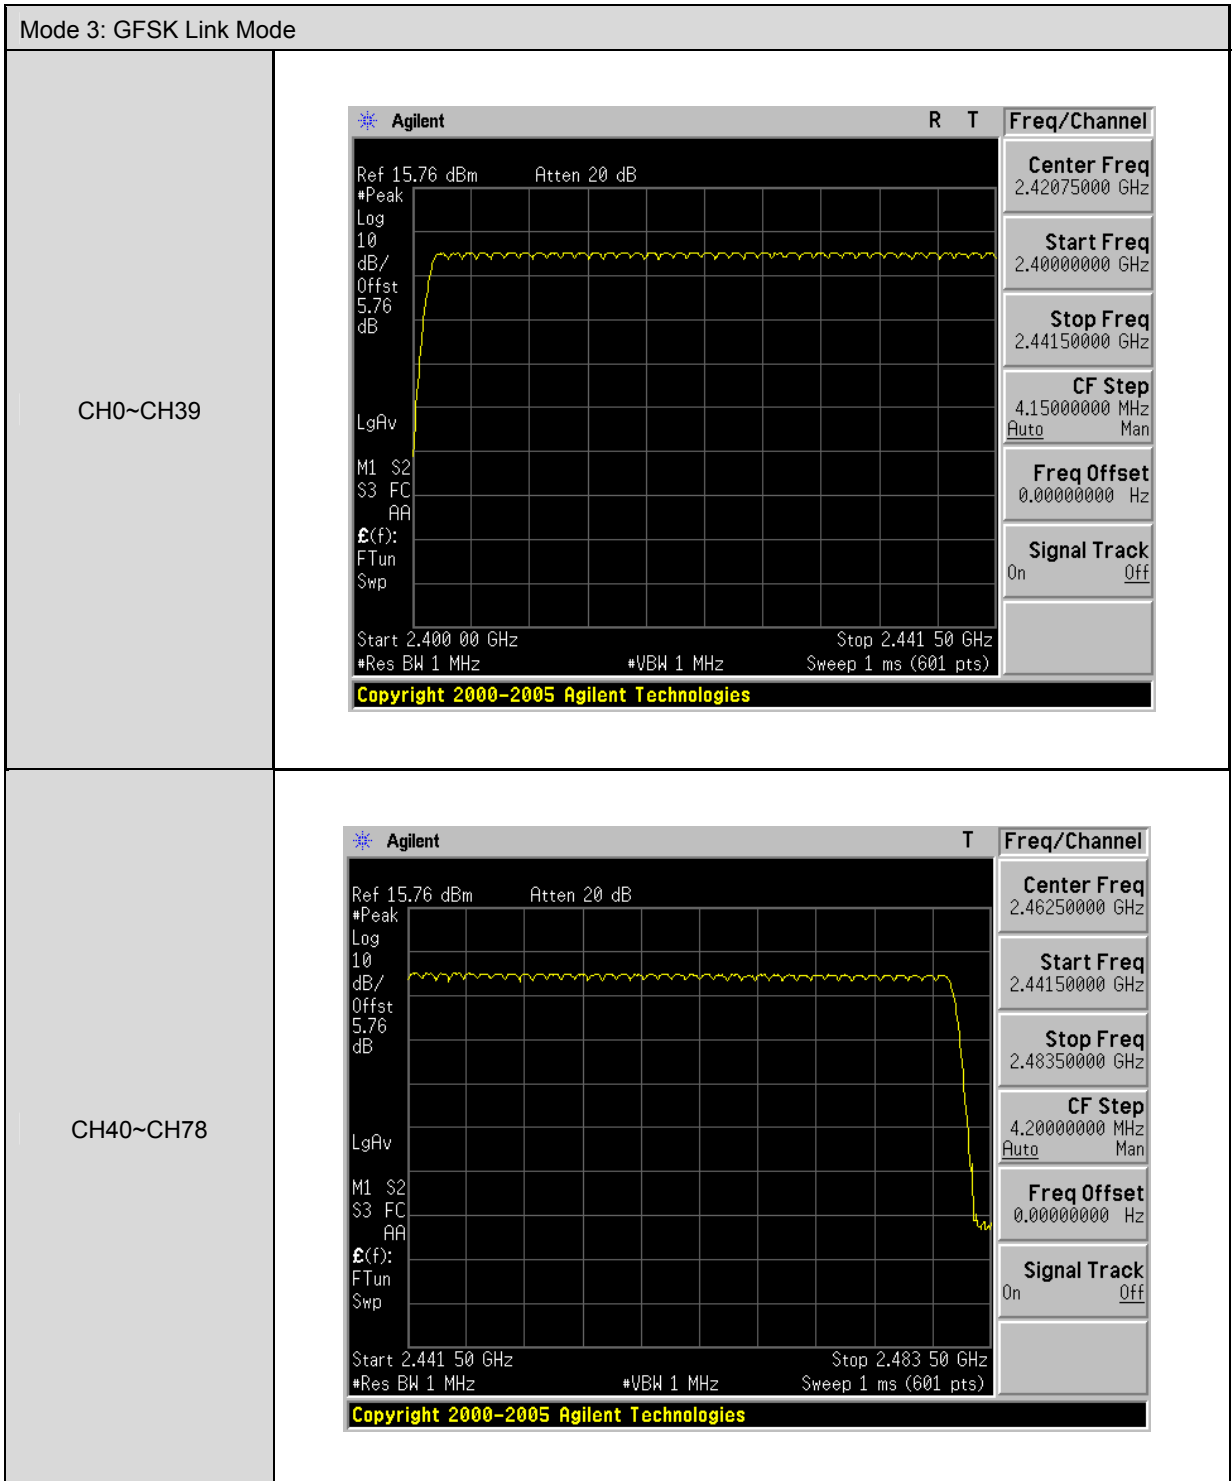 Mode 3: GFSK Link Mode
CH0~CH39
Agilent R T Freq/Channel
Ref 15.76 dBm Atten 20 dB
#Peak
Log
10
dB/
Offst
5.76
dB
LgAv
M1 S2
S3 FC
AA
£(f):
FTun
Swp
Start 2.400 00 GHz Stop 2.441 50 GHz
#Res BW 1 MHz #VBW 1 MHz Sweep 1 ms (601 pts)
Copyright 2000-2005 Agilent Technologies
Center Freq
2.42075000 GHz
Start Freq
2.40000000 GHz
Stop Freq
2.44150000 GHz
CF Step
4.15000000 MHz
Auto Man
Freq Offset
0.00000000 Hz
Signal Track
On Off
CH40~CH78
Agilent T Freq/Channel
Ref 15.76 dBm Atten 20 dB
#Peak
Log
10
dB/
Offst
5.76
dB
LgAv
M1 S2
S3 FC
AA
£(f):
FTun
Swp
Start 2.441 50 GHz Stop 2.483 50 GHz
#Res BW 1 MHz #VBW 1 MHz Sweep 1 ms (601 pts)
Copyright 2000-2005 Agilent Technologies
Center Freq
2.46250000 GHz
Start Freq
2.44150000 GHz
Stop Freq
2.48350000 GHz
CF Step
4.20000000 MHz
Auto Man
Freq Offset
0.00000000 Hz
Signal Track
On Off